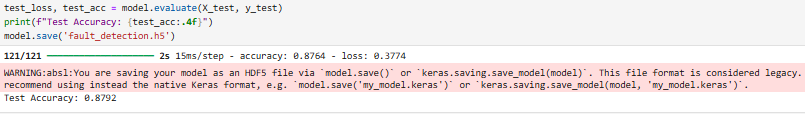 test_loss, test_acc = model.evaluate(X_test, y_test)
print(f"Test Accuracy: {test_acc:.4f}")
model.save('fault_detection.h5')
121/121 ━━━━━━━━━━━━━━━━━━━━ 2s 15ms/step - accuracy: 0.8764 - loss: 0.3774
WARNING:absl:You are saving your model as an HDF5 file via `model.save()` or `keras.saving.save_model(model)`. This file format is considered legacy.
recommend using instead the native Keras format, e.g. `model.save('my_model.keras')` or `keras.saving.save_model(model, 'my_model.keras')`.
Test Accuracy: 0.8792